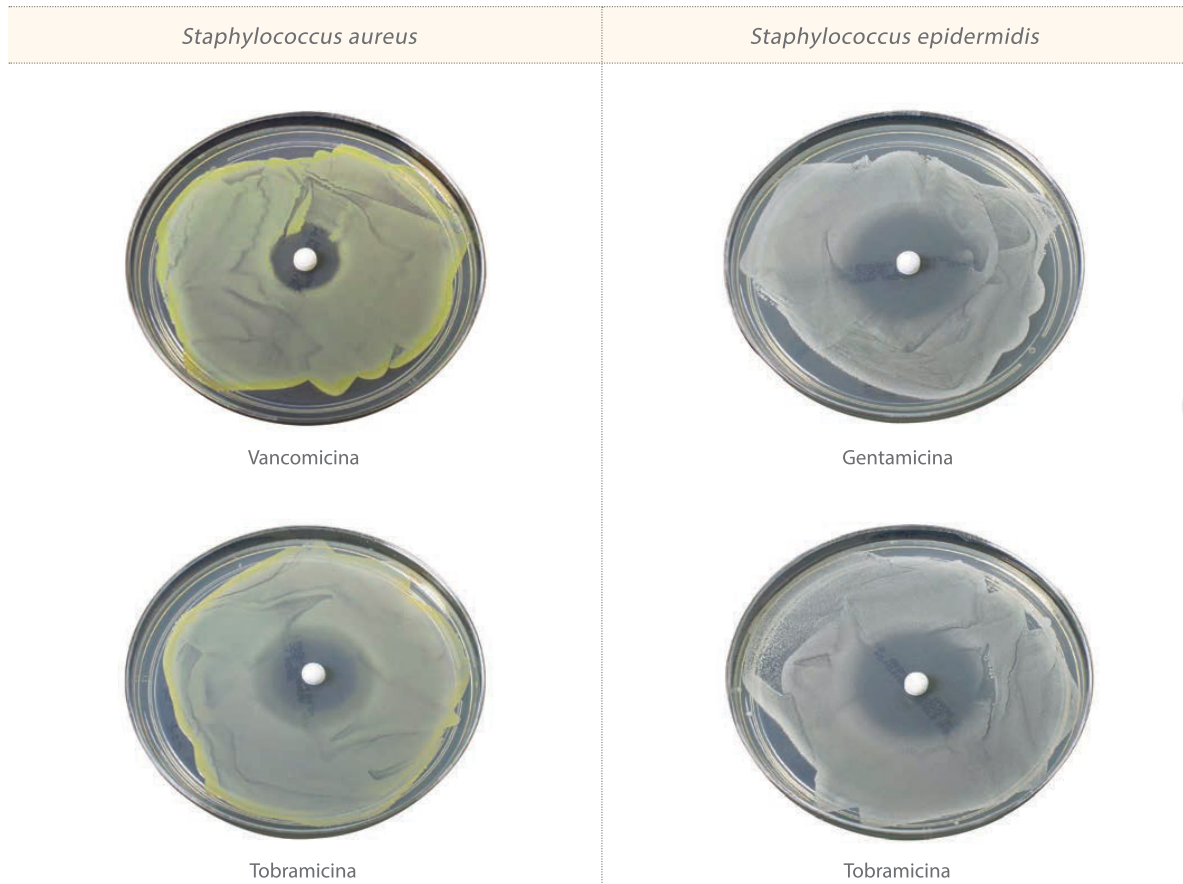 Staphylococcus aureus
Staphylococcus epidermidis
Vancomicina
Gentamicina
Tobramicina
Tobramicina